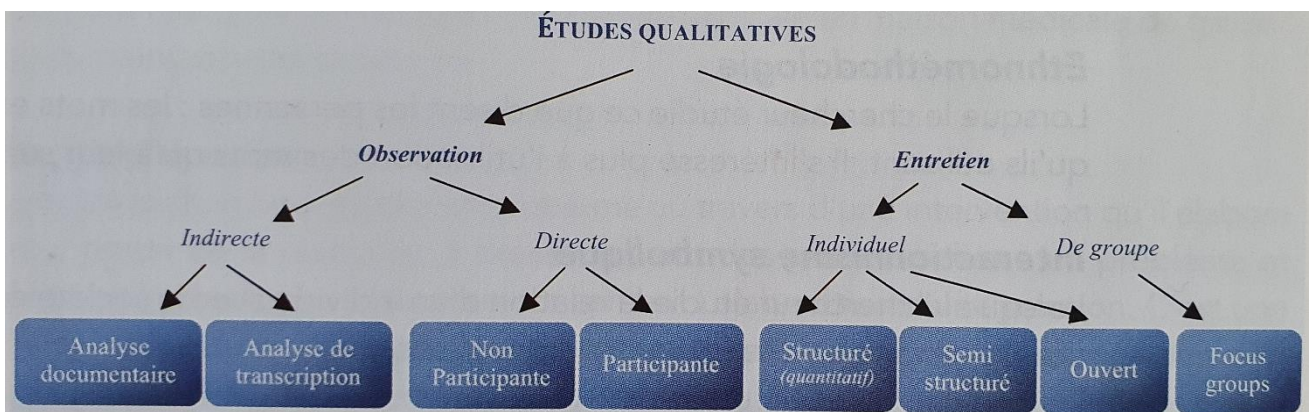 ÉTUDES QUALITATIVES
Observation
Entretien
Indirecte
Directe
Individuel
De groupe
Analyse
documentaire
Analyse de
transcription
Non
Participante
Participante
Structuré
(quantitatif)
Semi
structuré
Ouvert
Focus
groups